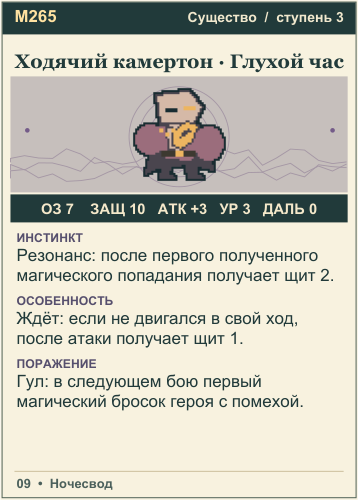 M265
Существо / ступень 3
Ходячий камертон · Глухой час
ОЗ 7 ЗАЩ 10 АТК +3 УР 3 ДАЛЬ 0
ИНСТИНКТ
Резонанс: после первого полученного
магического попадания получает щит 2.
ОСОБЕННОСТЬ
Ждёт: если не двигался в свой ход,
после атаки получает щит 1.
ПОРАЖЕНИЕ
Гул: в следующем бою первый
магический бросок героя с помехой.
09 • Ночесвод